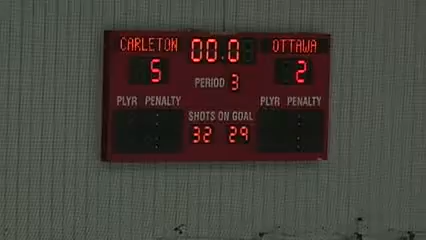 CARLETON 00.0 OTTAWA
5 2
PERIOD 3
PLYR PENALTY PLYR PENALTY
SHOTS ON GOAL
32 29